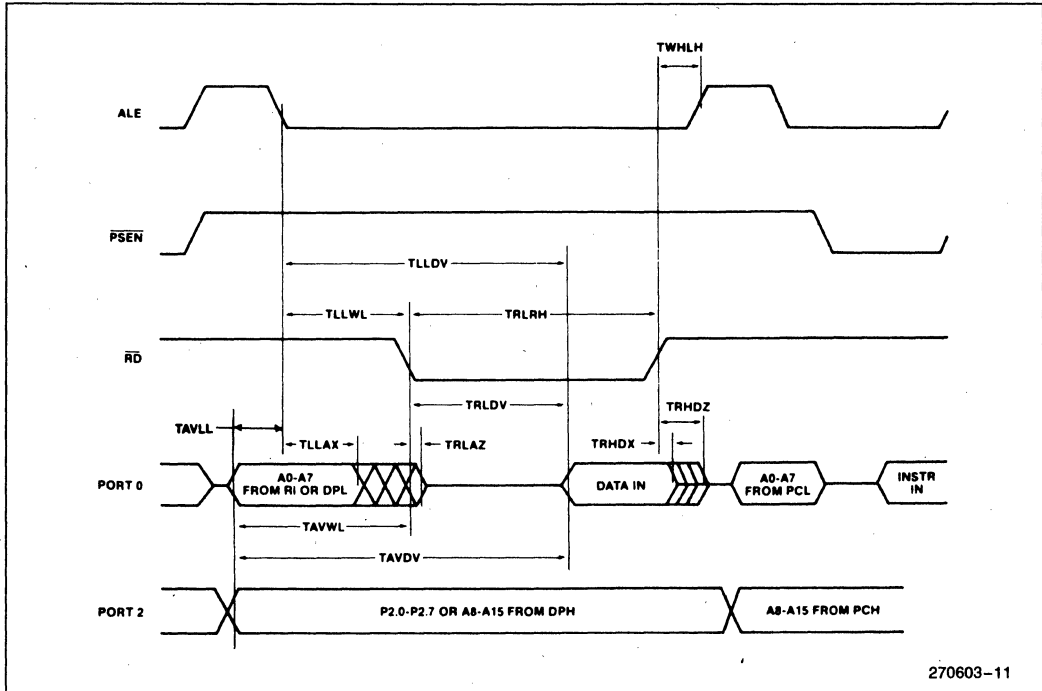 TWHLH
ALE
PSEN
TLLDV
TLLWL
TRLRH
RD
TRLDV
TRHDZ
TAVLL
TLLAX
TRLAZ
TRHDX
PORT 0
A0-A7
FROM RI OR DPL
DATA IN
A0-A7
FROM PCL
INSTR
IN
TAVWL
TAVDV
PORT 2
P2.0-P2.7 OR A8-A15 FROM DPH
A8-A15 FROM PCH
270603-11